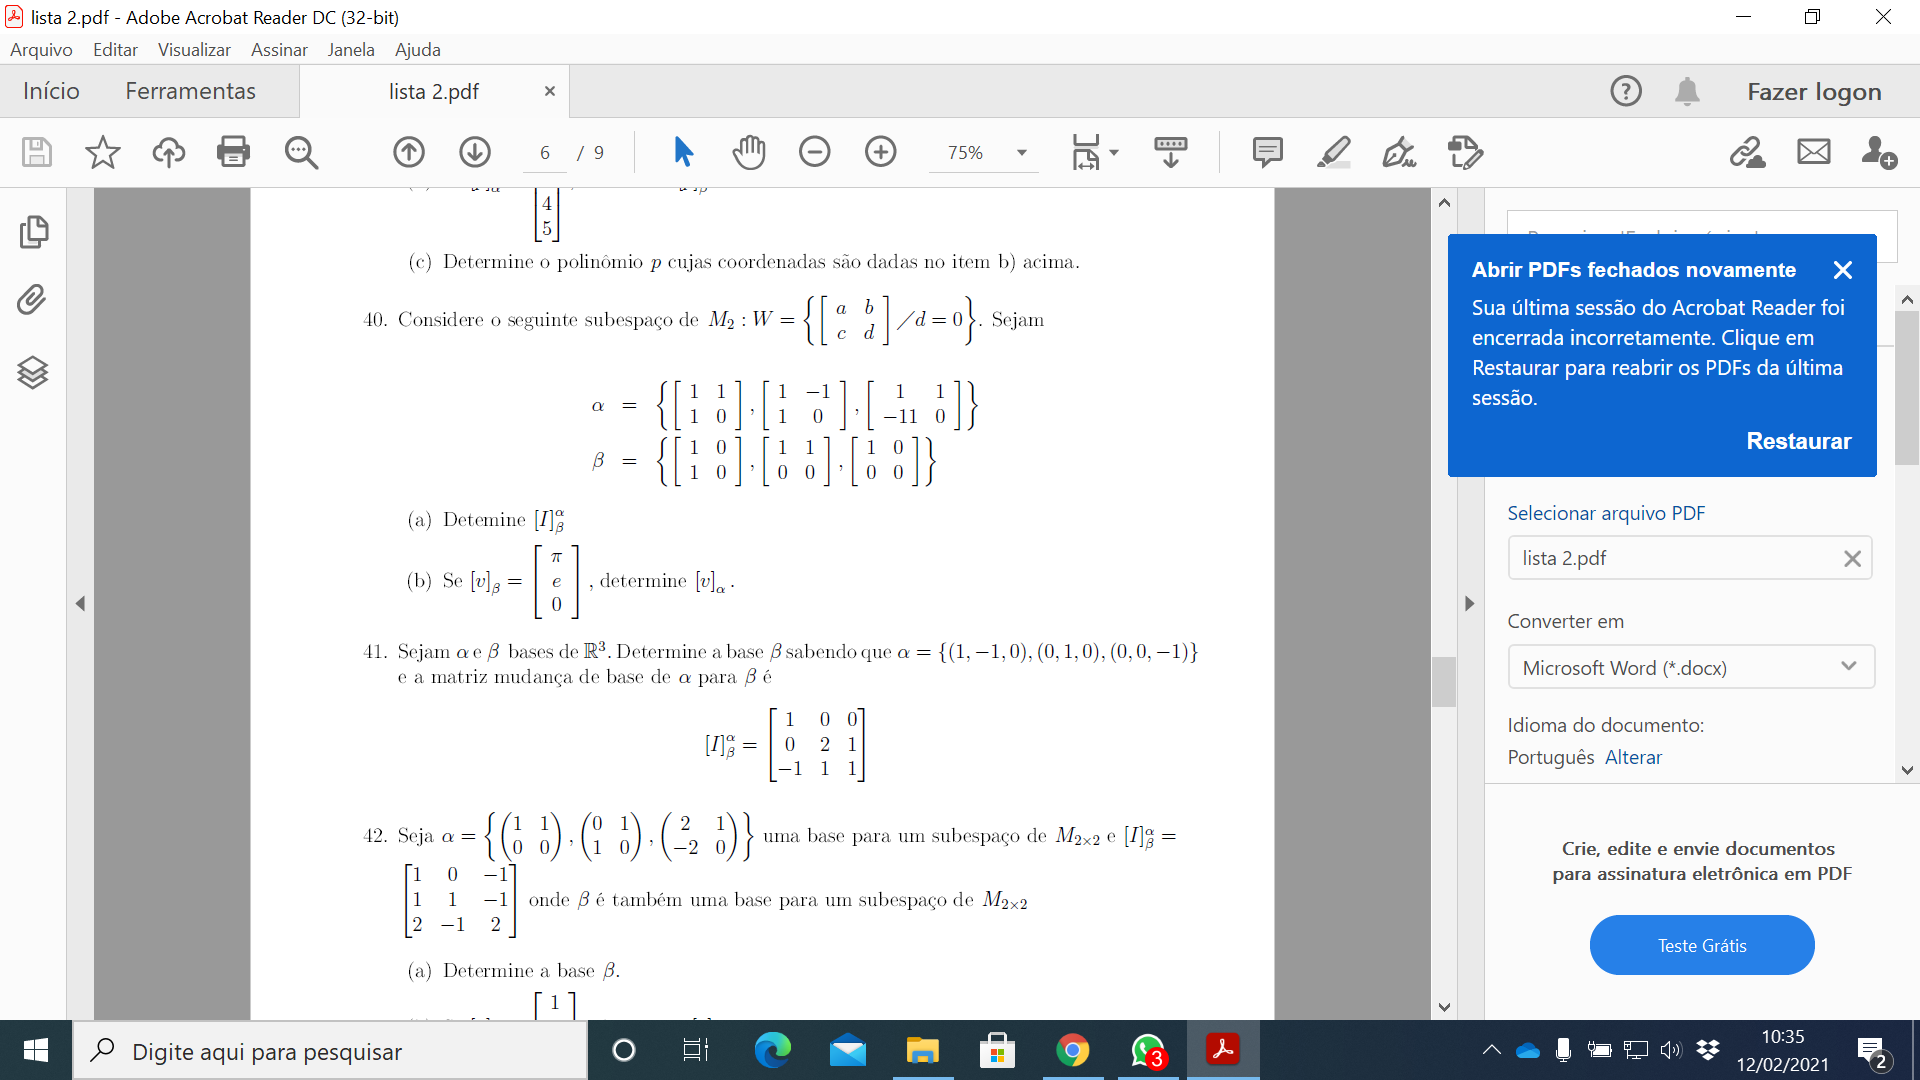 lista 2.pdf - Adobe Acrobat Reader DC (32-bit)
Arquivo Editar Visualizar Assinar Janela Ajuda
Início Ferramentas lista 2.pdf × Fazer logon
6 / 9 75%
4
5
(c) Determine o polinômio p cujas coordenadas são dadas no item b) acima.
40. Considere o seguinte subespaço de M₂ : W = {[a b; c d] / d = 0}. Sejam
α = {[1 1; 1 0], [1 −1; 1 0], [1 1; −11 0]}
β = {[1 0; 1 0], [1 1; 0 0], [1 0; 0 0]}
(a) Detemine [I]^α_β
(b) Se [v]_β = [π; e; 0], determine [v]_α.
41. Sejam α e β bases de ℝ³. Determine a base β sabendo que α = {(1, −1, 0), (0, 1, 0), (0, 0, −1)}
e a matriz mudança de base de α para β é
[I]^α_β = [1 0 0; 0 2 1; −1 1 1]
42. Seja α = {(1 1; 0 0), (0 1; 1 0), (2 1; −2 0)} uma base para um subespaço de M₂ₓ₂ e [I]^α_β =
[1 0 −1; 1 1 −1; 2 −1 2] onde β é também uma base para um subespaço de M₂ₓ₂
(a) Determine a base β.
1
Abrir PDFs fechados novamente
Sua última sessão do Acrobat Reader foi
encerrada incorretamente. Clique em
Restaurar para reabrir os PDFs da última
sessão.
Restaurar
Selecionar arquivo PDF
lista 2.pdf
Converter em
Microsoft Word (*.docx)
Idioma do documento:
Português Alterar
Crie, edite e envie documentos
para assinatura eletrônica em PDF
Teste Grátis
Digite aqui para pesquisar
3
10:35
12/02/2021
2